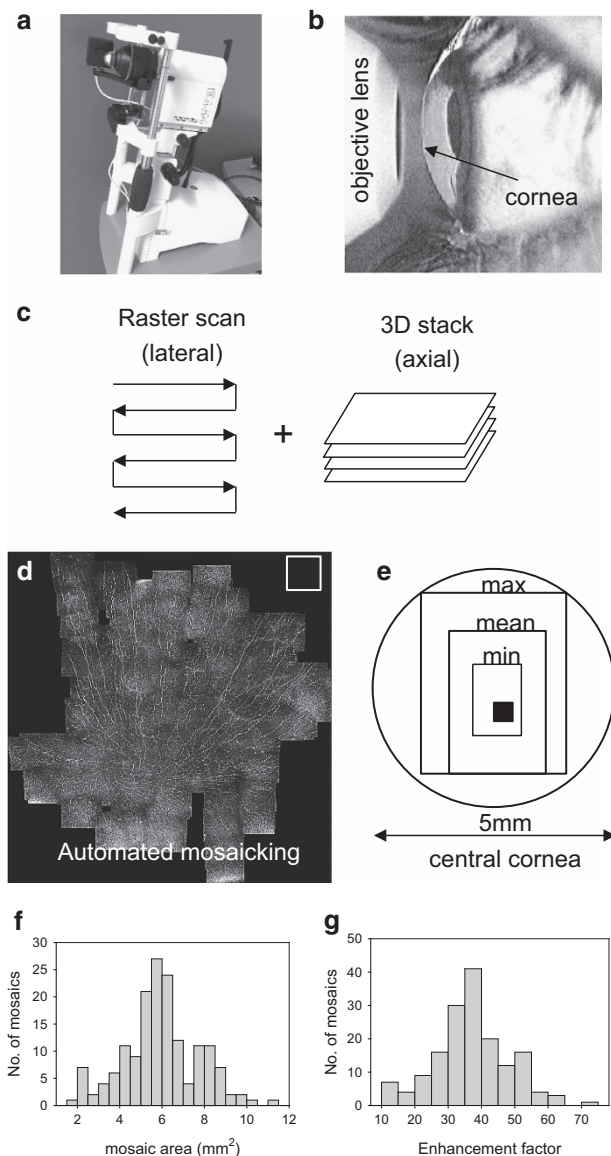 a
b
objective lens
cornea
c
Raster scan
(lateral)
+
3D stack
(axial)
d
Automated mosaicking
e
max
mean
min
5mm
central cornea
f
30
25
20
15
10
5
0
No. of mosaics
2 4 6 8 10 12
mosaic area (mm²)
g
50
40
30
20
10
0
No. of mosaics
10 20 30 40 50 60 70
Enhancement factor